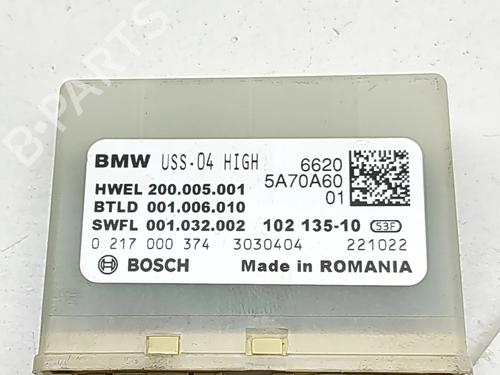 BMW USS-04 HIGH 6620
HWEL 200.005.001 5A70A60
BTLD 001.006.010 01
SWFL 001.032.002 102 135-10 S3F
0 217 000 374 3030404 221022
BOSCH Made in ROMANIA
B-PARTS